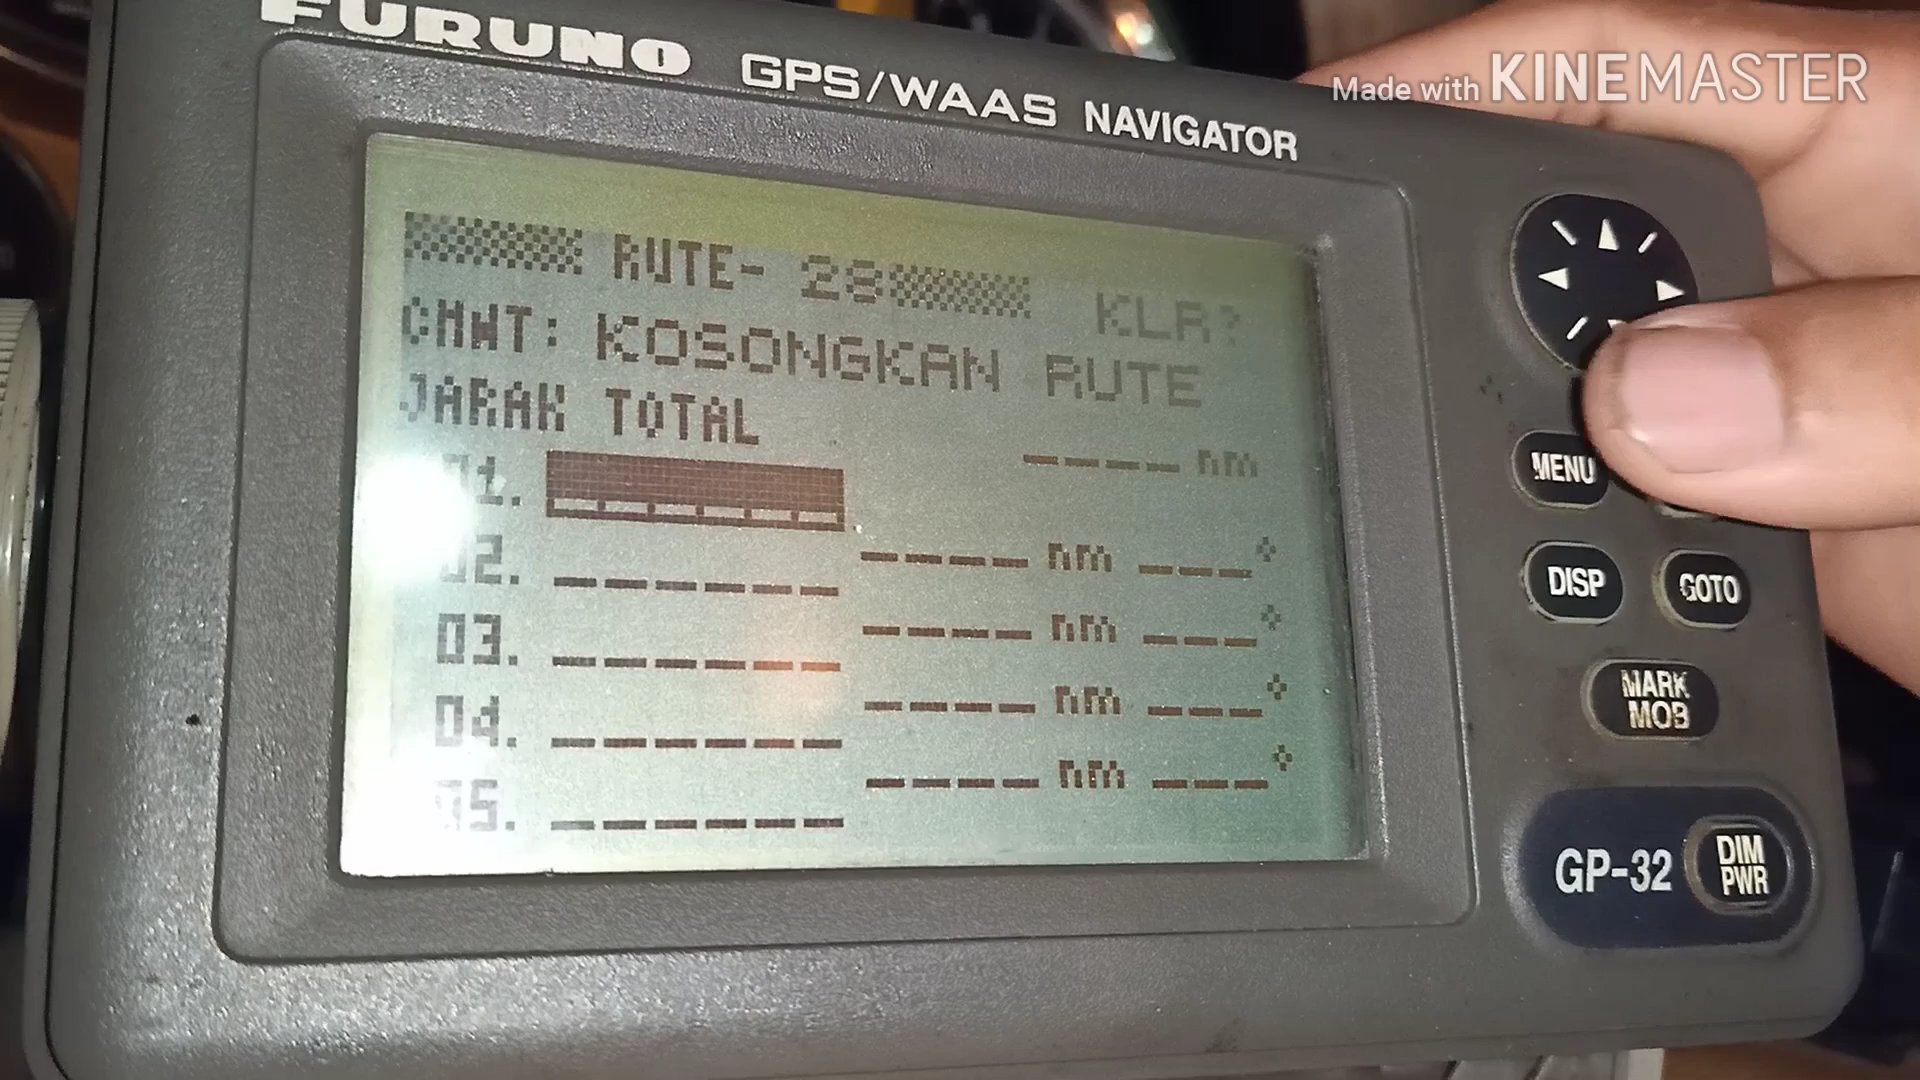 FURUNO GPS/WAAS NAVIGATOR
Made with KINEMASTER
RUTE- 28 KLR?
CMNT: KOSONGKAN RUTE
JARAK TOTAL
---- nm
01.
---- nm ---°
02. ------
---- nm ---°
03. ------
---- nm ---°
04. ------
---- nm ---°
05. ------
MENU
DISP
GOTO
MARK
MOB
GP-32
DIM
PWR